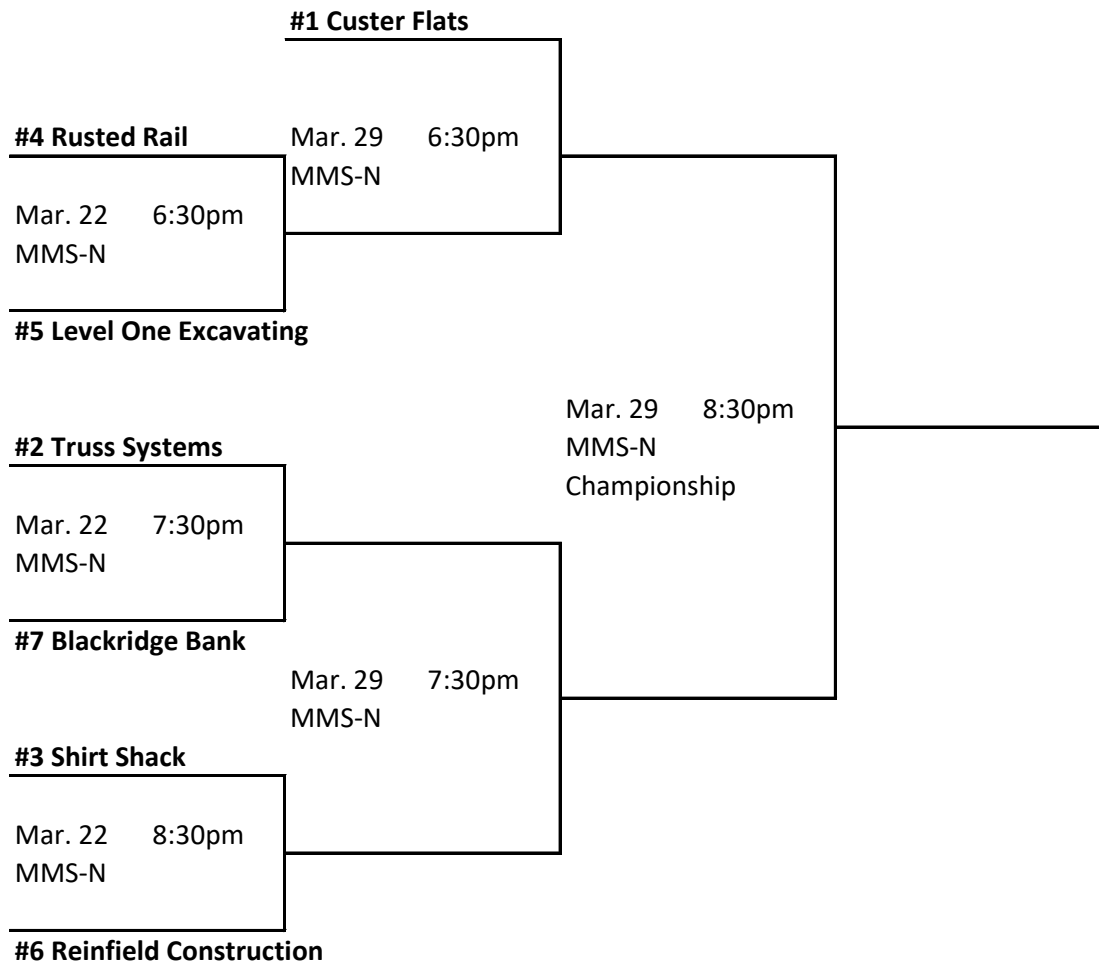 #1 Custer Flats
#4 Rusted Rail
Mar. 29 6:30pm
MMS-N
Mar. 22 6:30pm
MMS-N
#5 Level One Excavating
Mar. 29 8:30pm
MMS-N
Championship
#2 Truss Systems
Mar. 22 7:30pm
MMS-N
#7 Blackridge Bank
Mar. 29 7:30pm
MMS-N
#3 Shirt Shack
Mar. 22 8:30pm
MMS-N
#6 Reinfield Construction